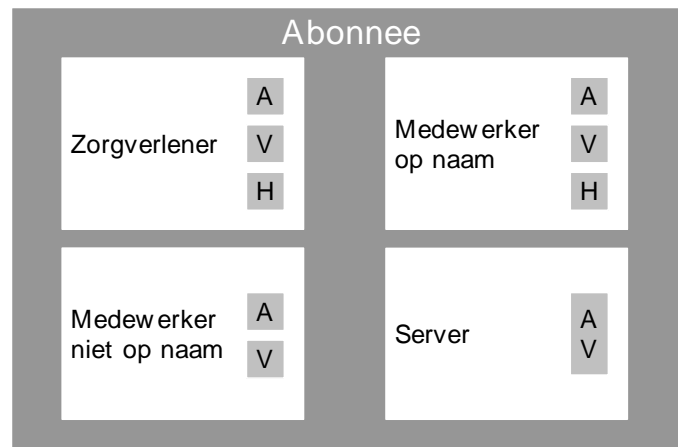 Abonnee
Zorgverlener
A
V
H
Medewerker
op naam
A
V
H
Medewerker
niet op naam
A
V
Server
A
V